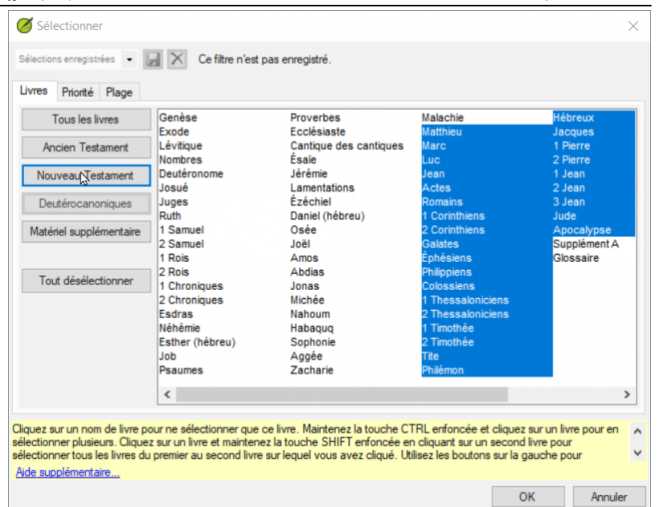 Sélectionner
Sélections enregistrées
Ce filtre n'est pas enregistré.
Livres Priorité Plage
Tous les livres
Ancien Testament
Nouveau Testament
Deutérocanoniques
Matériel supplémentaire
Tout désélectionner
Genèse
Exode
Lévitique
Nombres
Deutéronome
Josué
Juges
Ruth
1 Samuel
2 Samuel
1 Rois
2 Rois
1 Chroniques
2 Chroniques
Esdras
Néhémie
Esther (hébreu)
Job
Psaumes
Proverbes
Ecclésiaste
Cantique des cantiques
Ésaïe
Jérémie
Lamentations
Ézéchiel
Daniel (hébreu)
Osée
Joël
Amos
Abdias
Jonas
Michée
Nahoum
Habaquq
Sophonie
Aggée
Zacharie
Malachie
Matthieu
Marc
Luc
Jean
Actes
Romains
1 Corinthiens
2 Corinthiens
Galates
Éphésiens
Philippiens
Colossiens
1 Thessaloniciens
2 Thessaloniciens
1 Timothée
2 Timothée
Tite
Philémon
Hébreux
Jacques
1 Pierre
2 Pierre
1 Jean
2 Jean
3 Jean
Jude
Apocalypse
Supplément A
Glossaire
Cliquez sur un nom de livre pour ne sélectionner que ce livre. Maintenez la touche CTRL enfoncée et cliquez sur un livre pour en
sélectionner plusieurs. Cliquez sur un livre et maintenez la touche SHIFT enfoncée en cliquant sur un second livre pour
sélectionner tous les livres du premier au second livre sur lequel vous avez cliqué. Utilisez les boutons sur la gauche pour
Aide supplémentaire...
OK Annuler